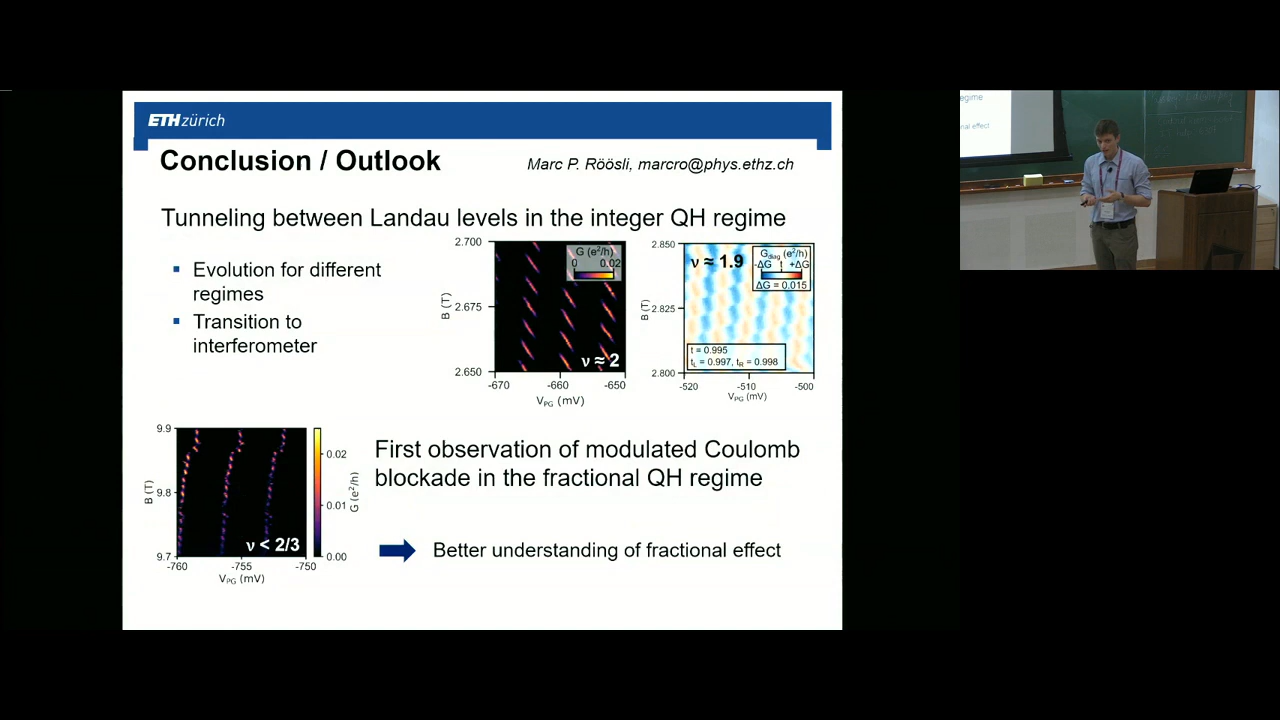 ETH zürich
Conclusion / Outlook
Marc P. Röösli, marcro@phys.ethz.ch
Tunneling between Landau levels in the integer QH regime
▪ Evolution for different
regimes
▪ Transition to
interferometer
2.700
2.675
2.650
B (T)
G (e²/h)
0 0.02
ν ≈ 2
-670 -660 -650
V_PG (mV)
2.850
2.825
2.800
B (T)
ν ≈ 1.9
G_diag (e²/h)
-ΔG +ΔG
ΔG = 0.015
t = 0.995
t_L = 0.997, t_R = 0.998
-520 -510 -500
V_PG (mV)
9.9
9.8
9.7
B (T)
ν < 2/3
-760 -755 -750
V_PG (mV)
0.02
0.01
0.00
G (e²/h)
First observation of modulated Coulomb
blockade in the fractional QH regime
Better understanding of fractional effect
egime
nal effect